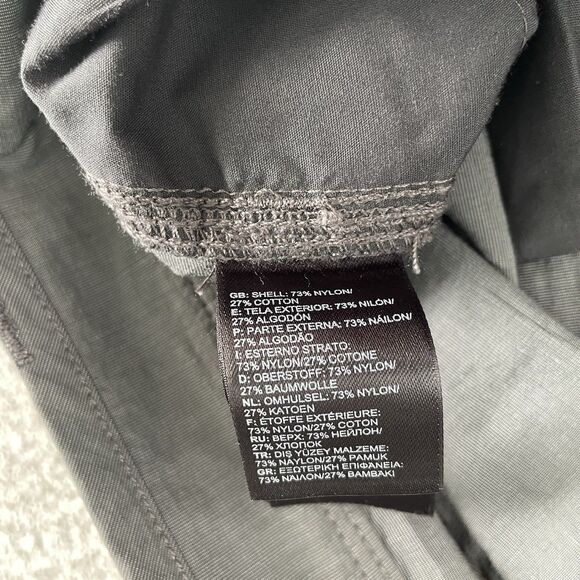 GB: SHELL: 73% NYLON/
27% COTTON
E: TELA EXTERIOR: 73% NILÓN/
27% ALGODÓN
P: PARTE EXTERNA: 73% NÁILON/
27% ALGODÃO
I: ESTERNO STRATO:
73% NYLON/27% COTONE
D: OBERSTOFF: 73% NYLON/
27% BAUMWOLLE
NL: OMHULSEL: 73% NYLON/
27% KATOEN
F: ÉTOFFE EXTÉRIEURE:
73% NYLON/27% COTON
RU: ВЕРХ: 73% НЕЙЛОН/
27% ХЛОПОК
TR: DIŞ YÜZEY MALZEME:
73% NAYLON/27% PAMUK
GR: ΕΞΩΤΕΡΙΚΗ ΕΠΙΦΑΝΕΙΑ:
73% ΝΑΪΛΟΝ/27% ΒΑΜΒΑΚΙ